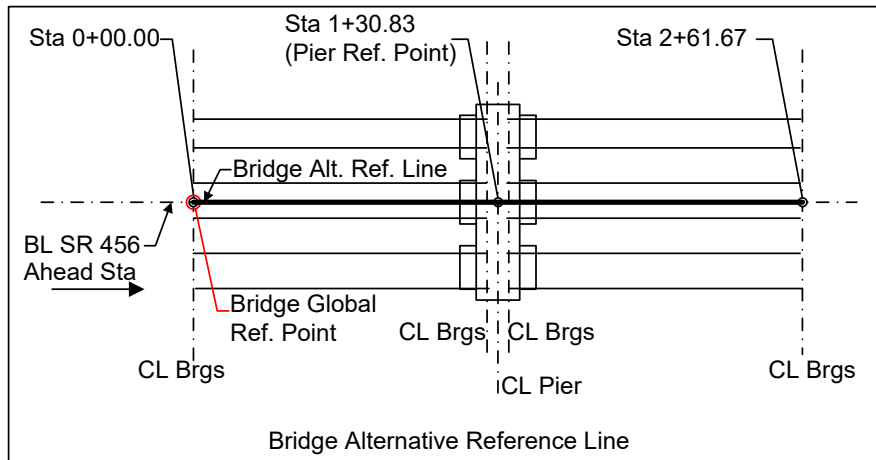 Sta 0+00.00
Sta 1+30.83
(Pier Ref. Point)
Sta 2+61.67
Bridge Alt. Ref. Line
BL SR 456
Ahead Sta
Bridge Global
Ref. Point
CL Brgs
CL Brgs
CL Brgs
CL Pier
CL Brgs
Bridge Alternative Reference Line